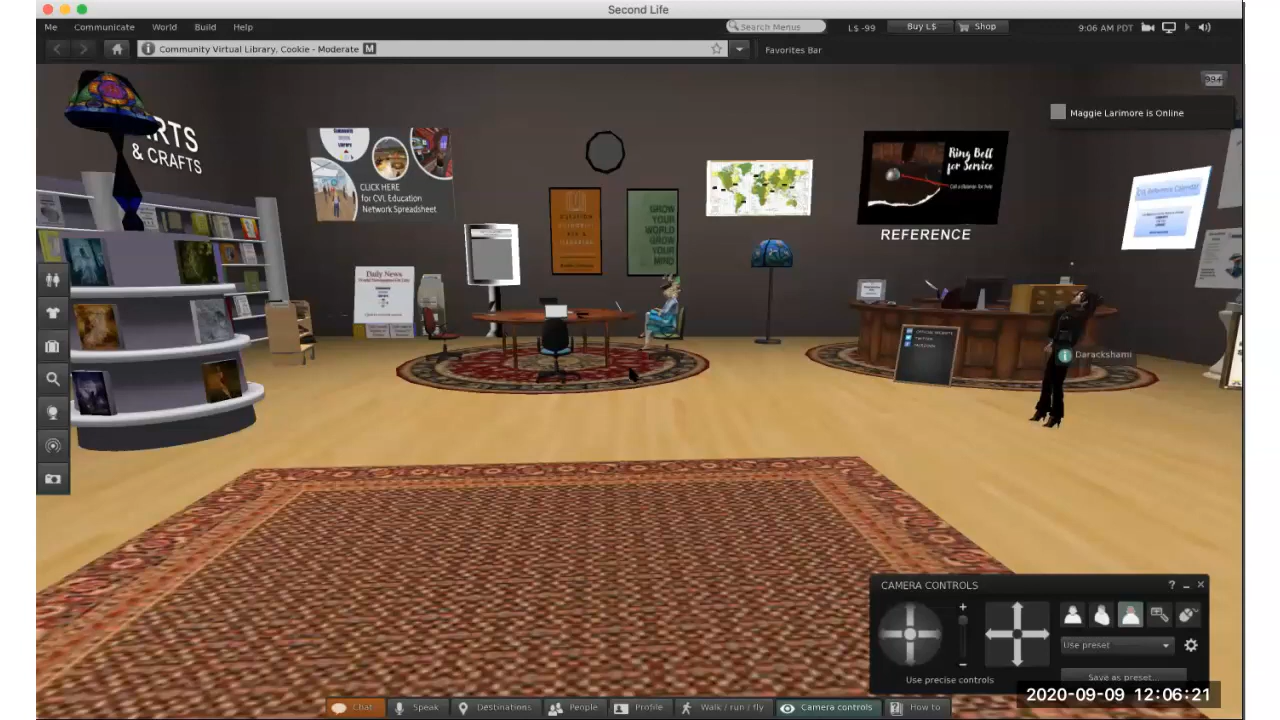 Second Life
Me Communicate World Build Help
Search Menus
L$ -99
Buy L$
Shop
9:06 AM PDT
Community Virtual Library, Cookie - Moderate M
Favorites Bar
99+
Maggie Larimore is Online
ARTS
& CRAFTS
CLICK HERE
for CVL Education
Network Spreadsheet
GROW
YOUR
WORLD
GROW
YOUR
MIND
Ring Bell
for Service
REFERENCE
Daily News
Darackshami
CAMERA CONTROLS
Use preset
Use precise controls
Save as preset...
2020-09-09 12:06:21
Chat
Speak
Destinations
People
Profile
Walk / run / fly
Camera controls
How to